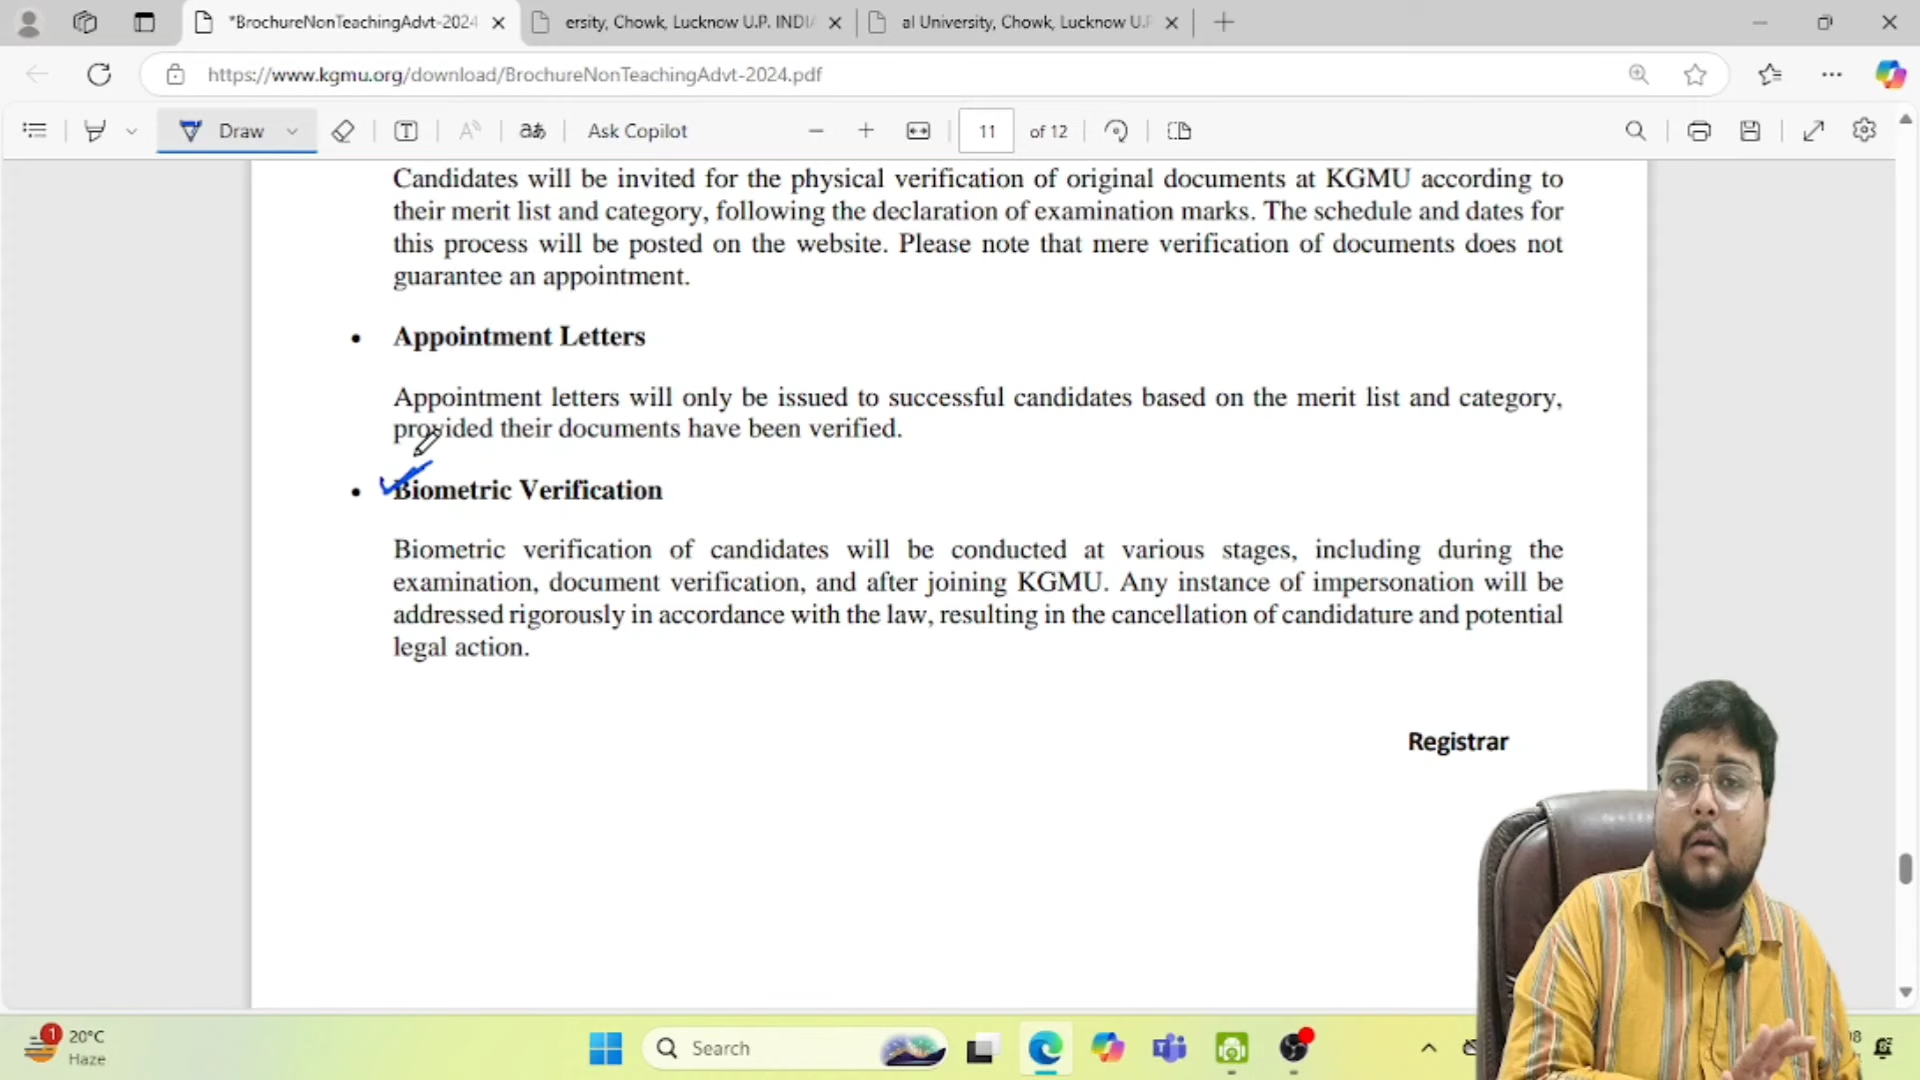 *BrochureNonTeachingAdvt-2024
ersity, Chowk, Lucknow U.P. INDI
al University, Chowk, Lucknow U.P
https://www.kgmu.org/download/BrochureNonTeachingAdvt-2024.pdf
Draw
aあ
Ask Copilot
11 of 12
Candidates will be invited for the physical verification of original documents at KGMU according to
their merit list and category, following the declaration of examination marks. The schedule and dates for
this process will be posted on the website. Please note that mere verification of documents does not
guarantee an appointment.
• Appointment Letters
Appointment letters will only be issued to successful candidates based on the merit list and category,
provided their documents have been verified.
• Biometric Verification
Biometric verification of candidates will be conducted at various stages, including during the
examination, document verification, and after joining KGMU. Any instance of impersonation will be
addressed rigorously in accordance with the law, resulting in the cancellation of candidature and potential
legal action.
Registrar
1
20°C
Haze
Search